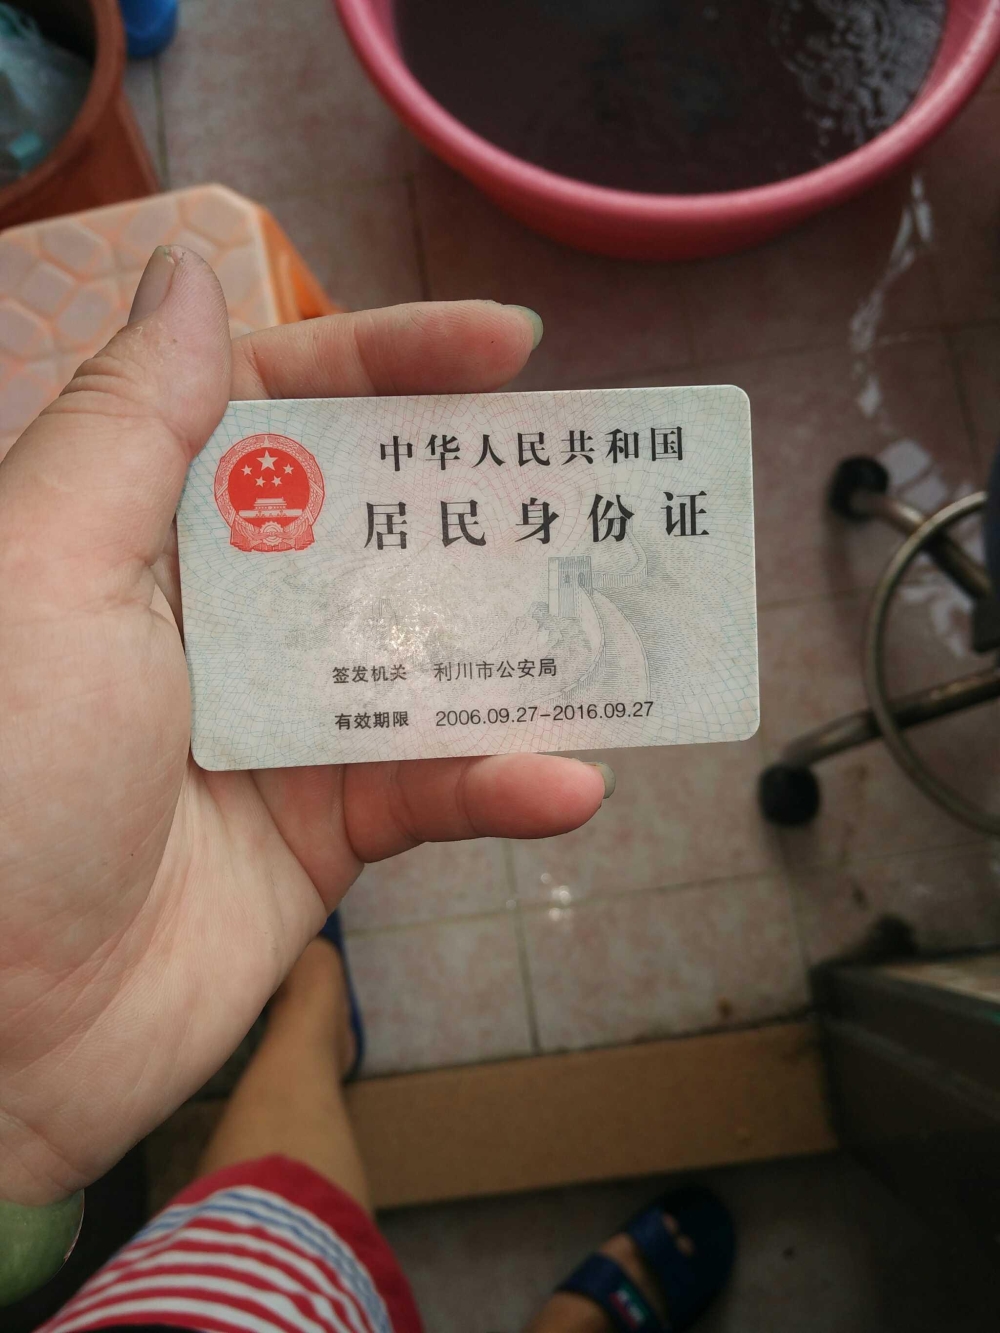 中华人民共和国
居民身份证
签发机关 利川市公安局
有效期限 2006.09.27-2016.09.27